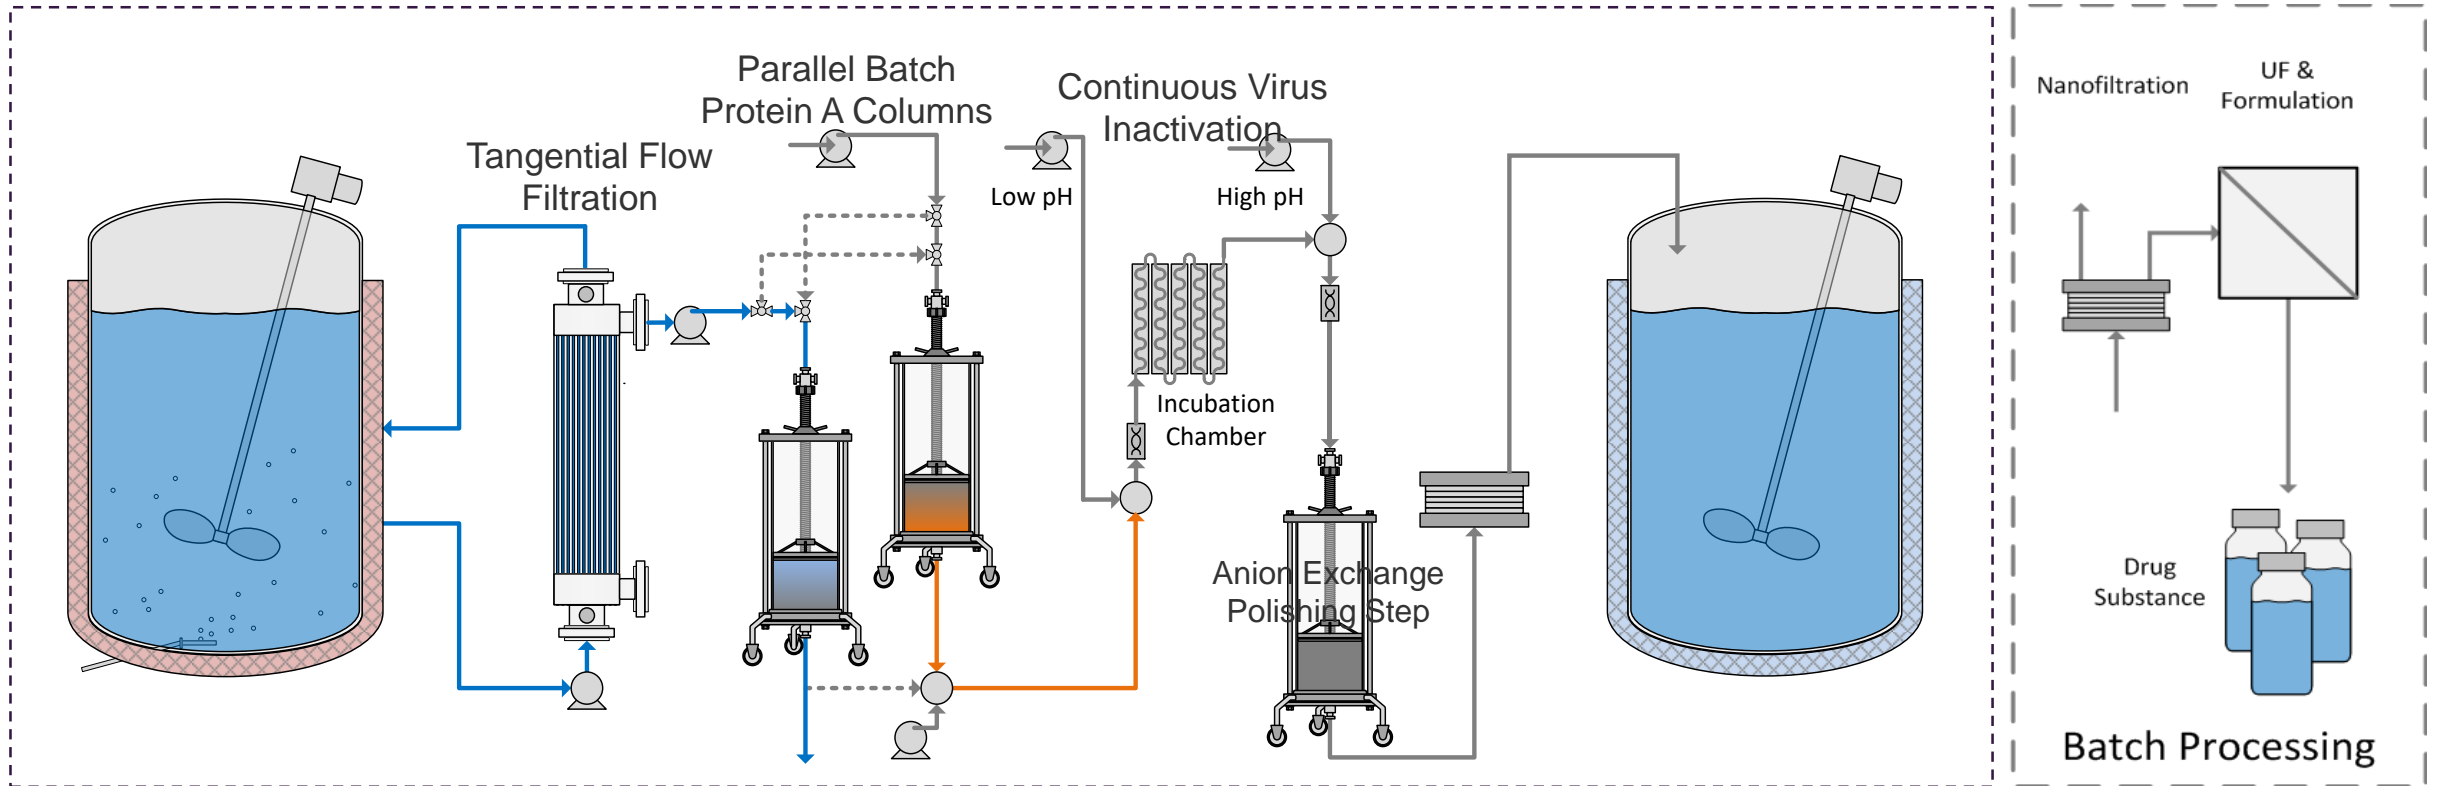 Parallel Batch
Protein A Columns
Continuous Virus
Inactivation
Tangential Flow
Filtration
Low pH
High pH
Incubation
Chamber
Anion Exchange
Polishing Step
Nanofiltration
UF &
Formulation
Drug
Substance
Batch Processing